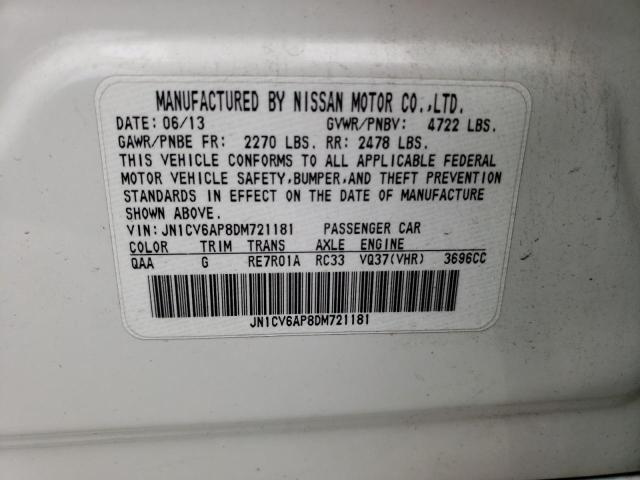 MANUFACTURED BY NISSAN MOTOR CO.,LTD.
DATE: 06/13 GVWR/PNBV: 4722 LBS.
GAWR/PNBE FR: 2270 LBS. RR: 2478 LBS.
THIS VEHICLE CONFORMS TO ALL APPLICABLE FEDERAL
MOTOR VEHICLE SAFETY,BUMPER,AND THEFT PREVENTION
STANDARDS IN EFFECT ON THE DATE OF MANUFACTURE
SHOWN ABOVE.
VIN: JN1CV6AP8DM721181 PASSENGER CAR
COLOR TRIM TRANS AXLE ENGINE
QAA G RE7R01A RC33 VQ37(VHR) 3696CC
JN1CV6AP8DM721181